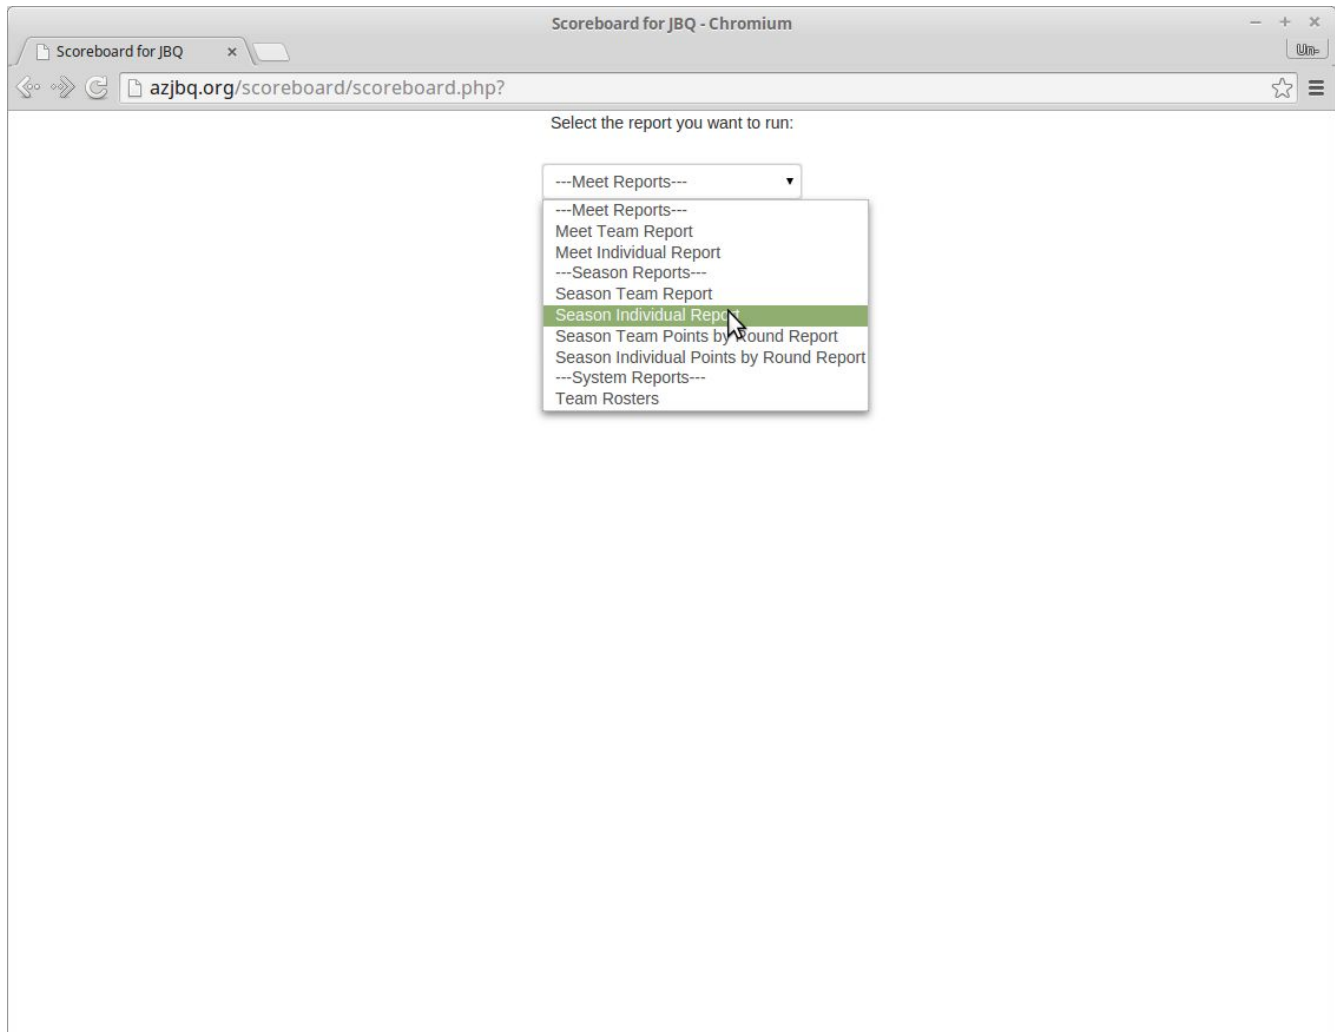 Scoreboard for JBQ - Chromium
Scoreboard for JBQ
Un-
azjbq.org/scoreboard/scoreboard.php?
Select the report you want to run:
---Meet Reports---
---Meet Reports---
Meet Team Report
Meet Individual Report
---Season Reports---
Season Team Report
Season Individual Report
Season Team Points by Round Report
Season Individual Points by Round Report
---System Reports---
Team Rosters